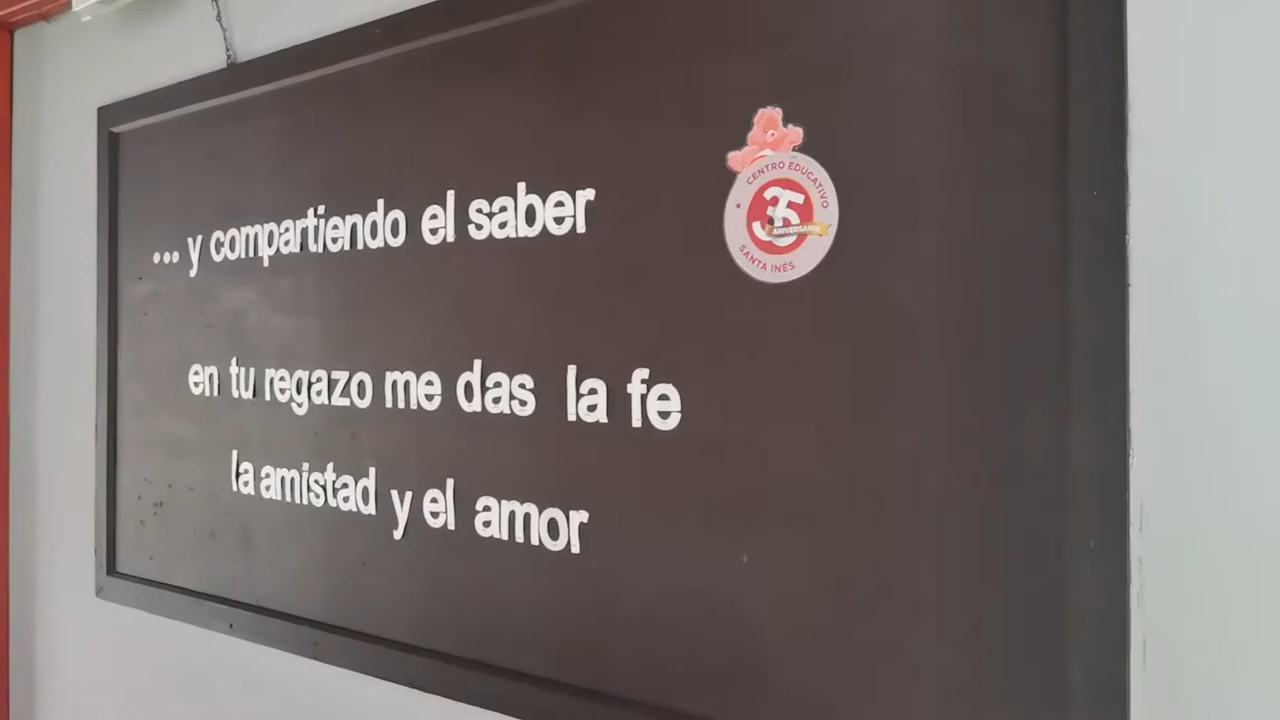 ... y compartiendo el saber
en tu regazo me das la fe
la amistad y el amor
CENTRO EDUCATIVO
35
ANIVERSARIO
SANTA INÉS